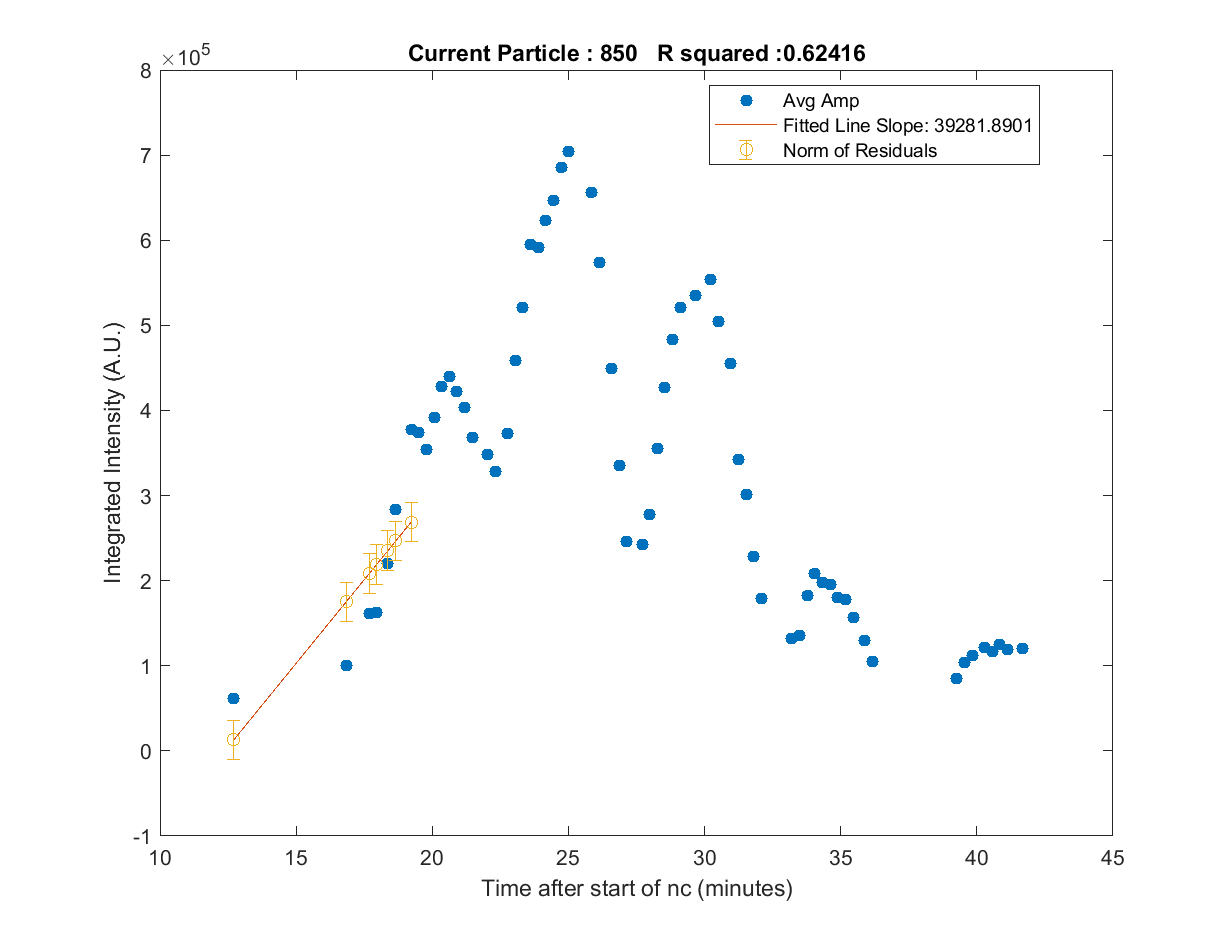 Current Particle : 850 R squared :0.62416
×10^5
8
7
6
5
4
3
2
1
0
-1
Integrated Intensity (A.U.)
Avg Amp
Fitted Line Slope: 39281.8901
Norm of Residuals
10 15 20 25 30 35 40 45
Time after start of nc (minutes)